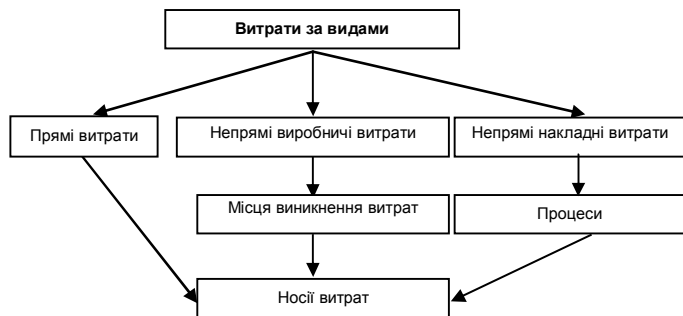 Витрати за видами
Прямі витрати
Непрямі виробничі витрати
Непрямі накладні витрати
Місця виникнення витрат
Процеси
Носії витрат